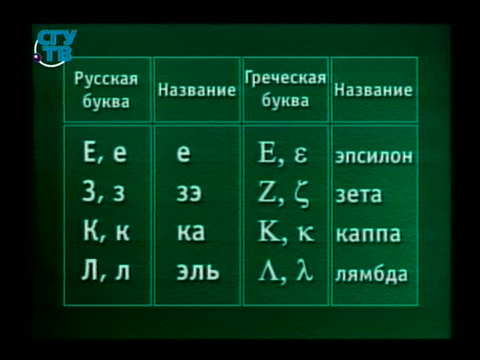 СГУ
ТВ
Русская буква Название Греческая буква Название
Е, е е Ε, ε эпсилон
З, з зэ Ζ, ζ зета
К, к ка Κ, κ каппа
Л, л эль Λ, λ лямбда